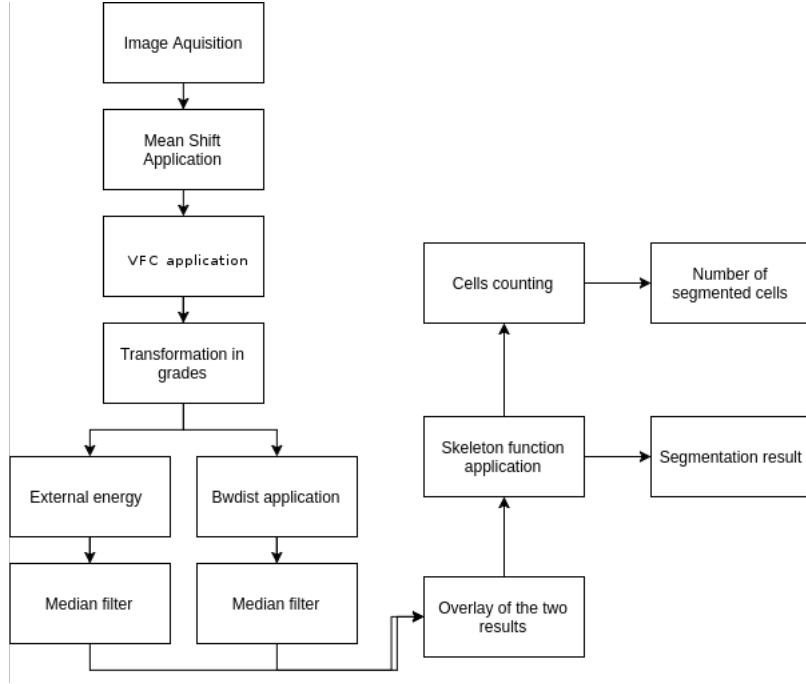 Image Aquisition
Mean Shift
Application
VFC application
Transformation in
grades
External energy
Bwdist application
Median filter
Median filter
Overlay of the two
results
Skeleton function
application
Segmentation result
Cells counting
Number of
segmented cells